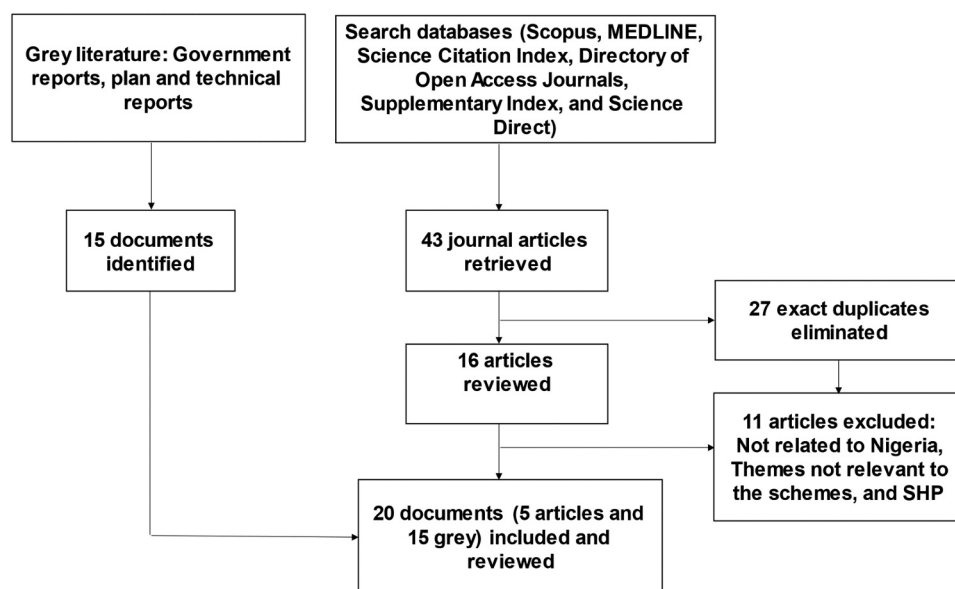 Grey literature: Government
reports, plan and technical
reports
Search databases (Scopus, MEDLINE,
Science Citation Index, Directory of
Open Access Journals,
Supplementary Index, and Science
Direct)
15 documents
identified
43 journal articles
retrieved
27 exact duplicates
eliminated
16 articles
reviewed
11 articles excluded:
Not related to Nigeria,
Themes not relevant to
the schemes, and SHP
20 documents (5 articles and
15 grey) included and
reviewed